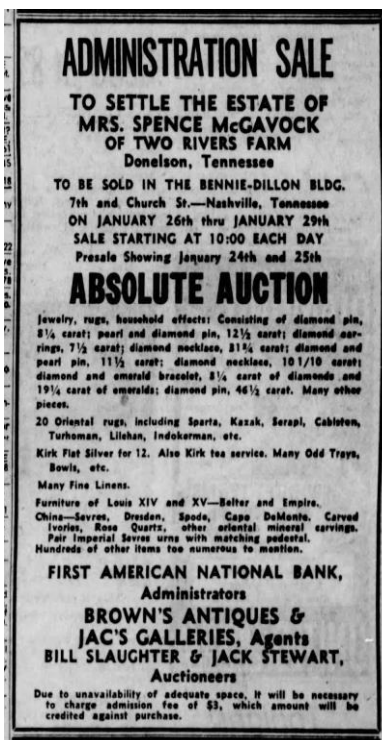 ADMINISTRATION SALE
TO SETTLE THE ESTATE OF
MRS. SPENCE McGAVOCK
OF TWO RIVERS FARM
Donelson, Tennessee
TO BE SOLD IN THE BENNIE-DILLON BLDG.
7th and Church St.—Nashville, Tennessee
ON JANUARY 26th thru JANUARY 29th
SALE STARTING AT 10:00 EACH DAY
Presale Showing January 24th and 25th
ABSOLUTE AUCTION
Jewelry, rugs, household effects: Consisting of diamond pin,
8¼ carat; pearl and diamond pin, 12½ carat; diamond ear-
rings, 7½ carat; diamond necklace, 81¾ carat; diamond and
pearl pin, 11½ carat; diamond necklace, 10 1/10 carat;
diamond and emerald bracelet, 8¼ carat of diamonds and
19¼ carat of emeralds; diamond pin, 46½ carat. Many other
pieces.
20 Oriental rugs, including Sparta, Kazak, Serapi, Cabistan,
Turhoman, Lilehan, Indokerman, etc.
Kirk Flat Silver for 12. Also Kirk tea service. Many Odd Trays,
Bowls, etc.
Many Fine Linens.
Furniture of Louis XIV and XV—Belter and Empire.
China—Sevres, Dresden, Spode, Capo DeMonte. Carved
Ivories, Rose Quartz, other oriental mineral carvings.
Pair Imperial Sevres urns with matching pedestal.
Hundreds of other items too numerous to mention.
FIRST AMERICAN NATIONAL BANK,
Administrators
BROWN'S ANTIQUES &
JAC'S GALLERIES, Agents
BILL SLAUGHTER & JACK STEWART,
Auctioneers
Due to unavailability of adequate space, it will be necessary
to charge admission fee of $3, which amount will be
credited against purchase.